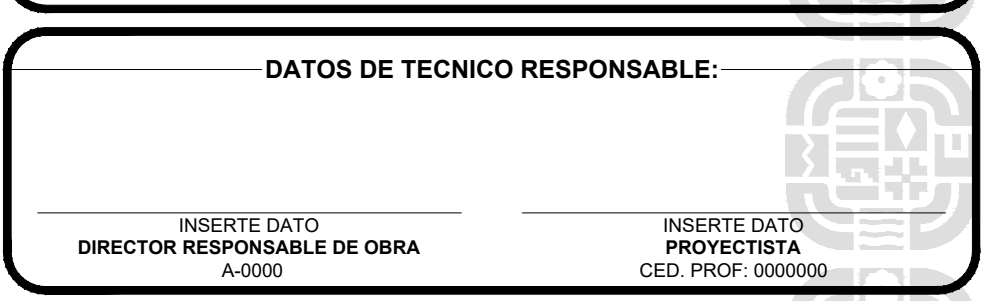 DATOS DE TECNICO RESPONSABLE:
INSERTE DATO
DIRECTOR RESPONSABLE DE OBRA
A-0000
INSERTE DATO
PROYECTISTA
CED. PROF: 0000000